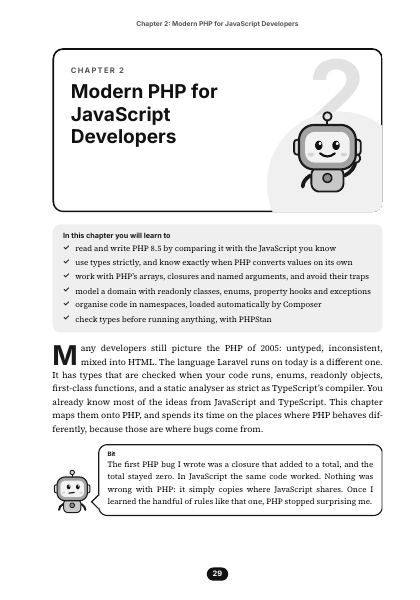 Chapter 2: Modern PHP for JavaScript Developers
CHAPTER 2
2
Modern PHP for
JavaScript
Developers
In this chapter you will learn to
✓ read and write PHP 8.5 by comparing it with the JavaScript you know
✓ use types strictly, and know exactly when PHP converts values on its own
✓ work with PHP's arrays, closures and named arguments, and avoid their traps
✓ model a domain with readonly classes, enums, property hooks and exceptions
✓ organise code in namespaces, loaded automatically by Composer
✓ check types before running anything, with PHPStan
Many developers still picture the PHP of 2005: untyped, inconsistent,
mixed into HTML. The language Laravel runs on today is a different one.
It has types that are checked when your code runs, enums, readonly objects,
first-class functions, and a static analyser as strict as TypeScript's compiler. You
already know most of the ideas from JavaScript and TypeScript. This chapter
maps them onto PHP, and spends its time on the places where PHP behaves dif-
ferently, because those are where bugs come from.
Bit
The first PHP bug I wrote was a closure that added to a total, and the
total stayed zero. In JavaScript the same code worked. Nothing was
wrong with PHP: it simply copies where JavaScript shares. Once I
learned the handful of rules like that one, PHP stopped surprising me.
29